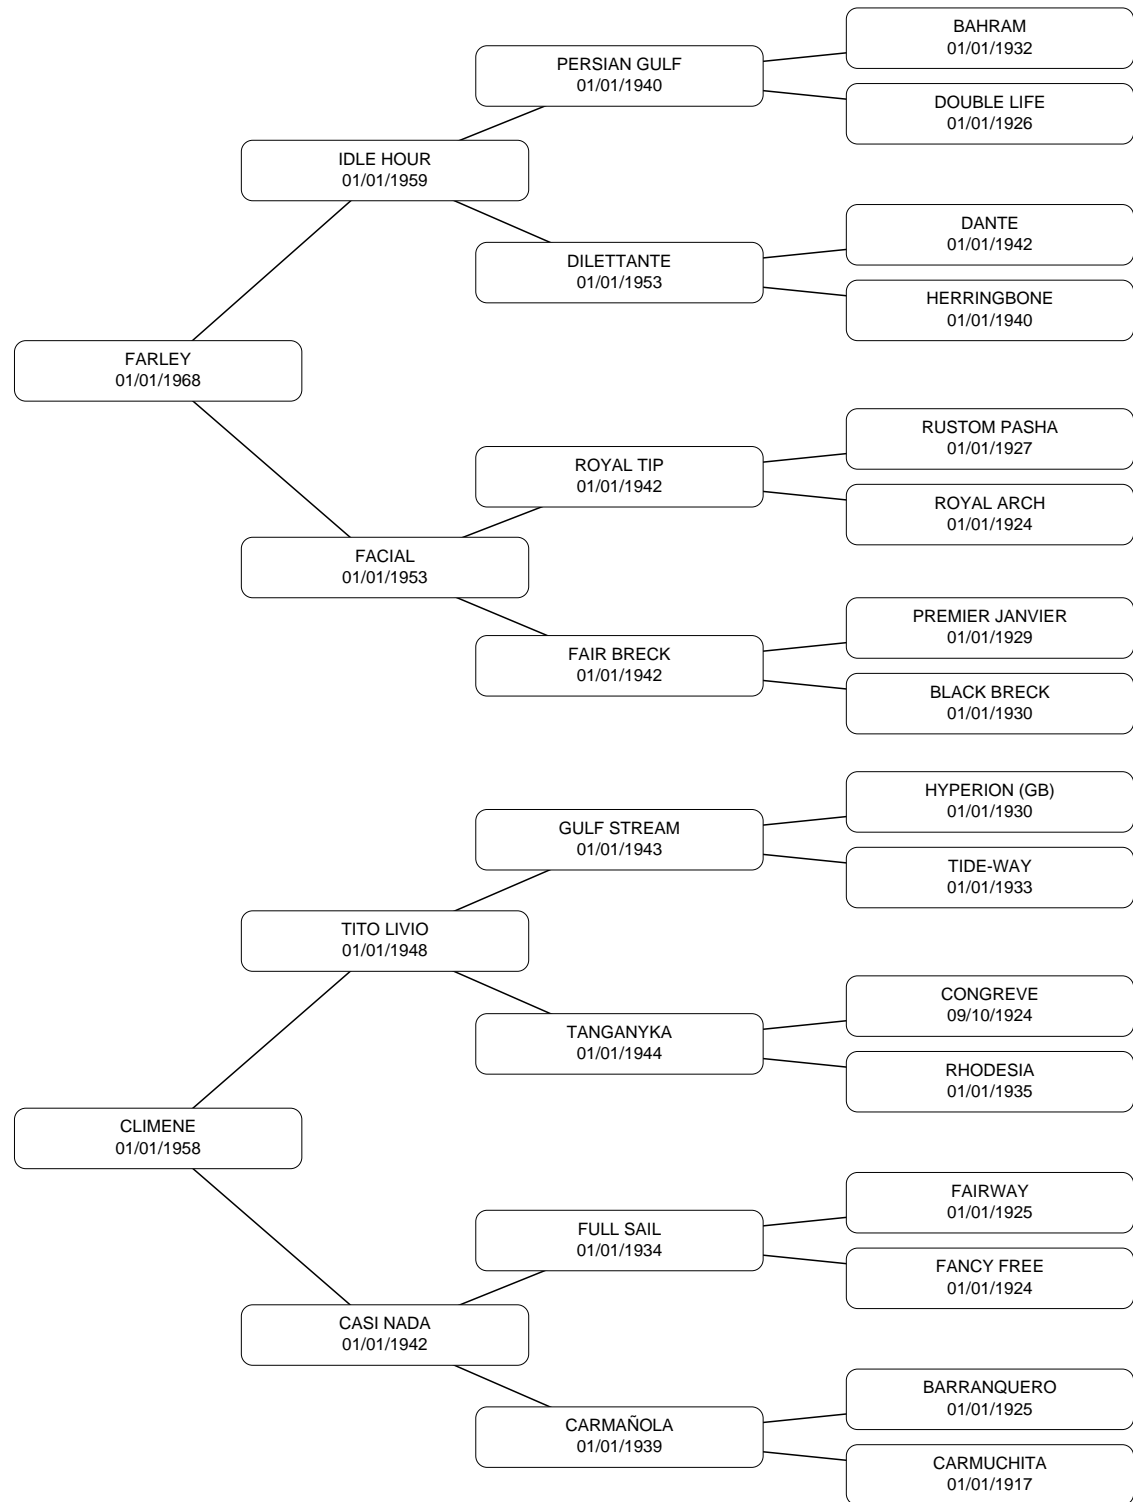 BAHRAM
01/01/1932
PERSIAN GULF
01/01/1940
DOUBLE LIFE
01/01/1926
IDLE HOUR
01/01/1959
DANTE
01/01/1942
DILETTANTE
01/01/1953
HERRINGBONE
01/01/1940
FARLEY
01/01/1968
RUSTOM PASHA
01/01/1927
ROYAL TIP
01/01/1942
ROYAL ARCH
01/01/1924
FACIAL
01/01/1953
PREMIER JANVIER
01/01/1929
FAIR BRECK
01/01/1942
BLACK BRECK
01/01/1930
HYPERION (GB)
01/01/1930
GULF STREAM
01/01/1943
TIDE-WAY
01/01/1933
TITO LIVIO
01/01/1948
CONGREVE
09/10/1924
TANGANYKA
01/01/1944
RHODESIA
01/01/1935
CLIMENE
01/01/1958
FAIRWAY
01/01/1925
FULL SAIL
01/01/1934
FANCY FREE
01/01/1924
CASI NADA
01/01/1942
BARRANQUERO
01/01/1925
CARMAÑOLA
01/01/1939
CARMUCHITA
01/01/1917